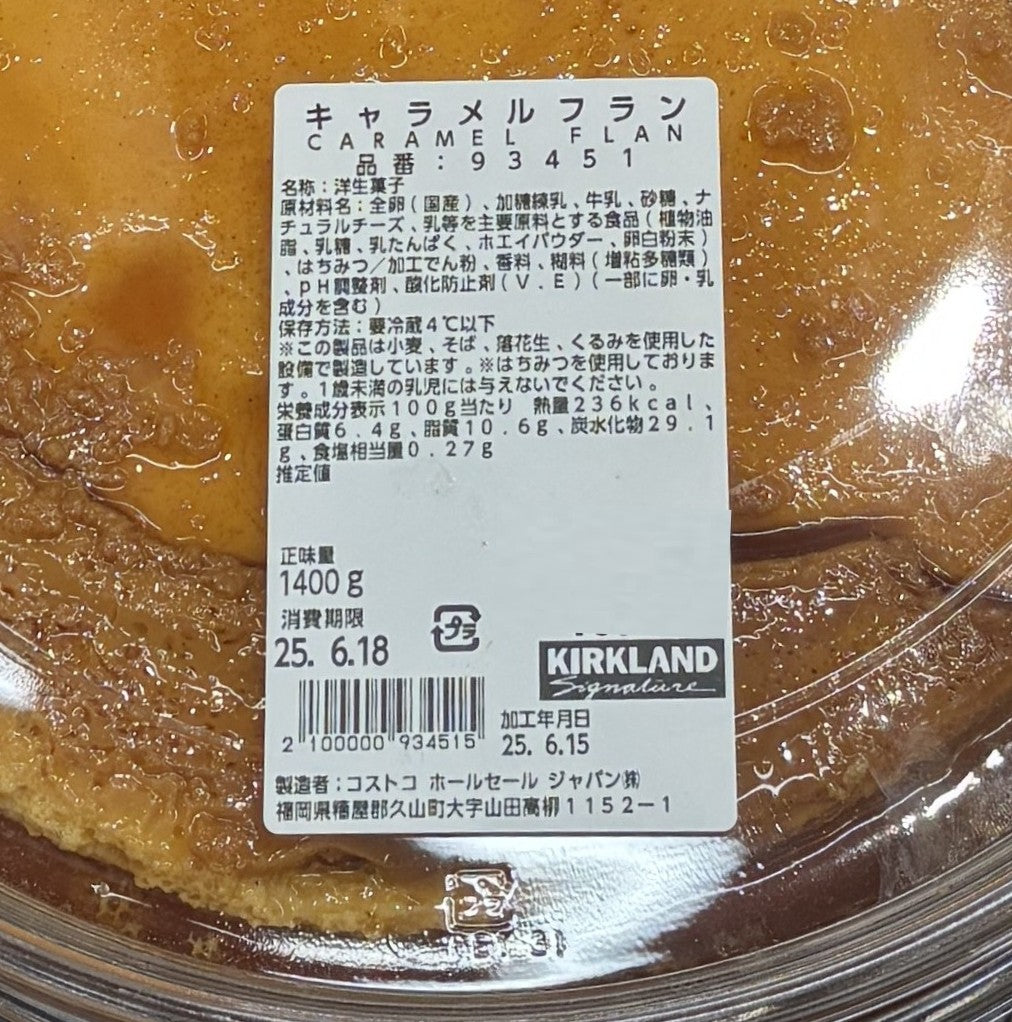 キャラメルフラン
CARAMEL FLAN
品番:93451
名称:洋生菓子
原材料名:全卵(国産)、加糖練乳、牛乳、砂糖、ナ
チュラルチーズ、乳等を主要原料とする食品(植物油
脂、乳糖、乳たんぱく、ホエイパウダー、卵白粉末)
、はちみつ/加工でん粉、香料、糊料(増粘多糖類)
、pH調整剤、酸化防止剤(V.E)(一部に卵・乳
成分を含む)
保存方法:要冷蔵4℃以下
※この製品は小麦、そば、落花生、くるみを使用した
設備で製造しています。※はちみつを使用しておりま
す。1歳未満の乳児には与えないでください。
栄養成分表示100g当たり 熱量236kcal、
蛋白質6.4g、脂質10.6g、炭水化物29.1
g、食塩相当量0.27g
推定値
正味量
1400g
消費期限
25. 6.18
プラ
KIRKLAND
Signature
2 100000 934515
加工年月日
25. 6.15
製造者:コストコ ホールセール ジャパン㈱
福岡県糟屋郡久山町大字山田高柳1152-1
プラ